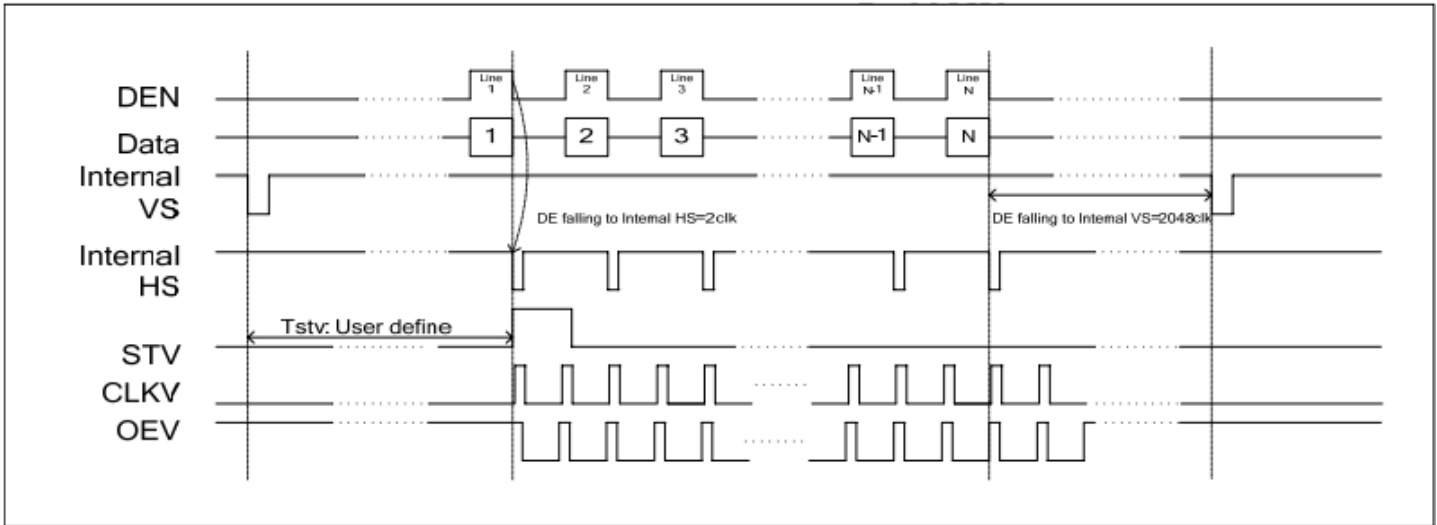 DEN
Line 1
Line 2
Line 3
Line N-1
Line N
Data
1
2
3
N-1
N
Internal VS
DE falling to Internal HS=2clk
DE falling to Internal VS=2048clk
Internal HS
Tstv: User define
STV
CLKV
OEV